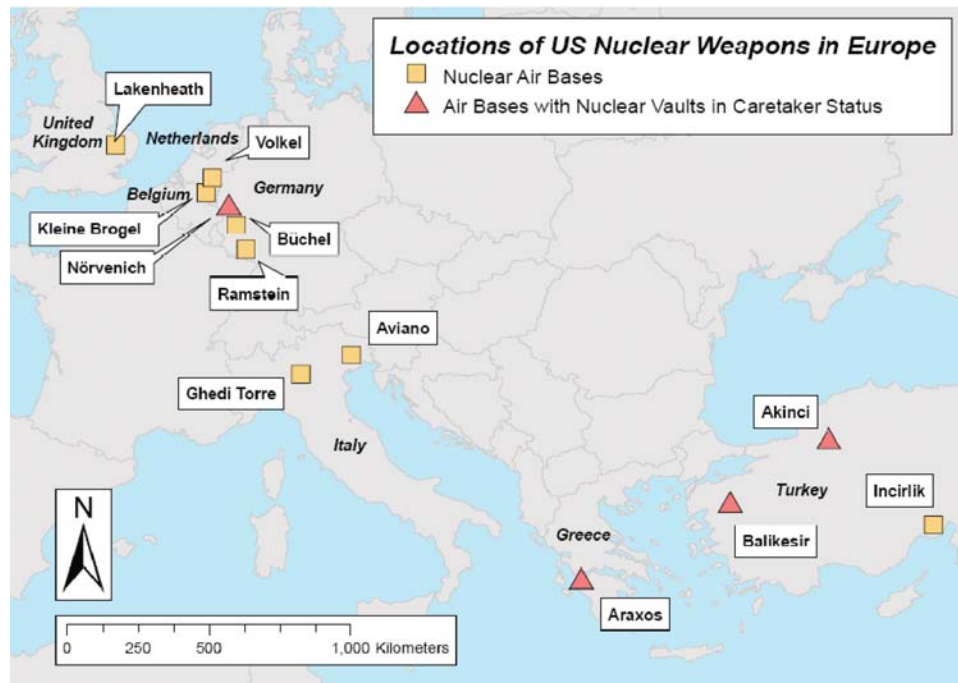 Locations of US Nuclear Weapons in Europe
Nuclear Air Bases
Air Bases with Nuclear Vaults in Caretaker Status
Lakenheath
United
Kingdom
Netherlands
Volkel
Belgium
Germany
Kleine Brogel
Büchel
Nörvenich
Ramstein
Aviano
Ghedi Torre
Italy
Akinci
Turkey
Incirlik
Balikesir
Greece
Araxos
N
0 250 500 1,000 Kilometers